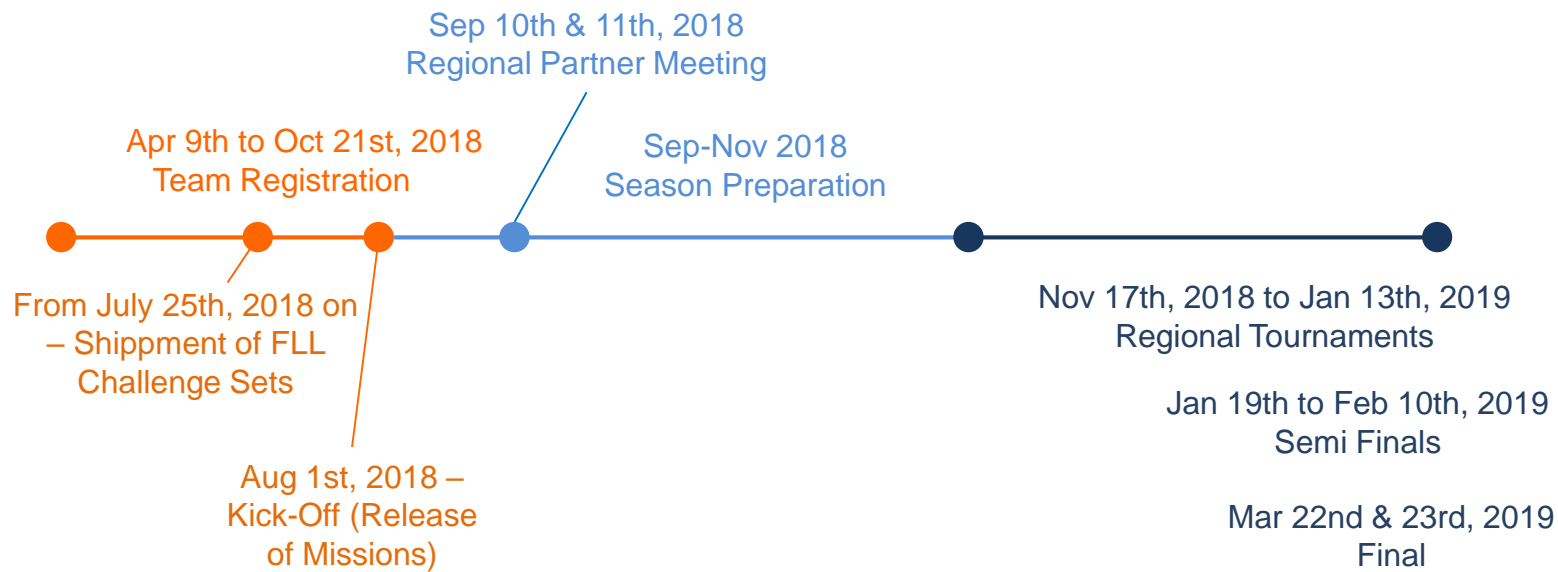 Sep 10th & 11th, 2018
Regional Partner Meeting
Apr 9th to Oct 21st, 2018
Team Registration
Sep-Nov 2018
Season Preparation
From July 25th, 2018 on
– Shippment of FLL
Challenge Sets
Aug 1st, 2018 –
Kick-Off (Release
of Missions)
Nov 17th, 2018 to Jan 13th, 2019
Regional Tournaments
Jan 19th to Feb 10th, 2019
Semi Finals
Mar 22nd & 23rd, 2019
Final